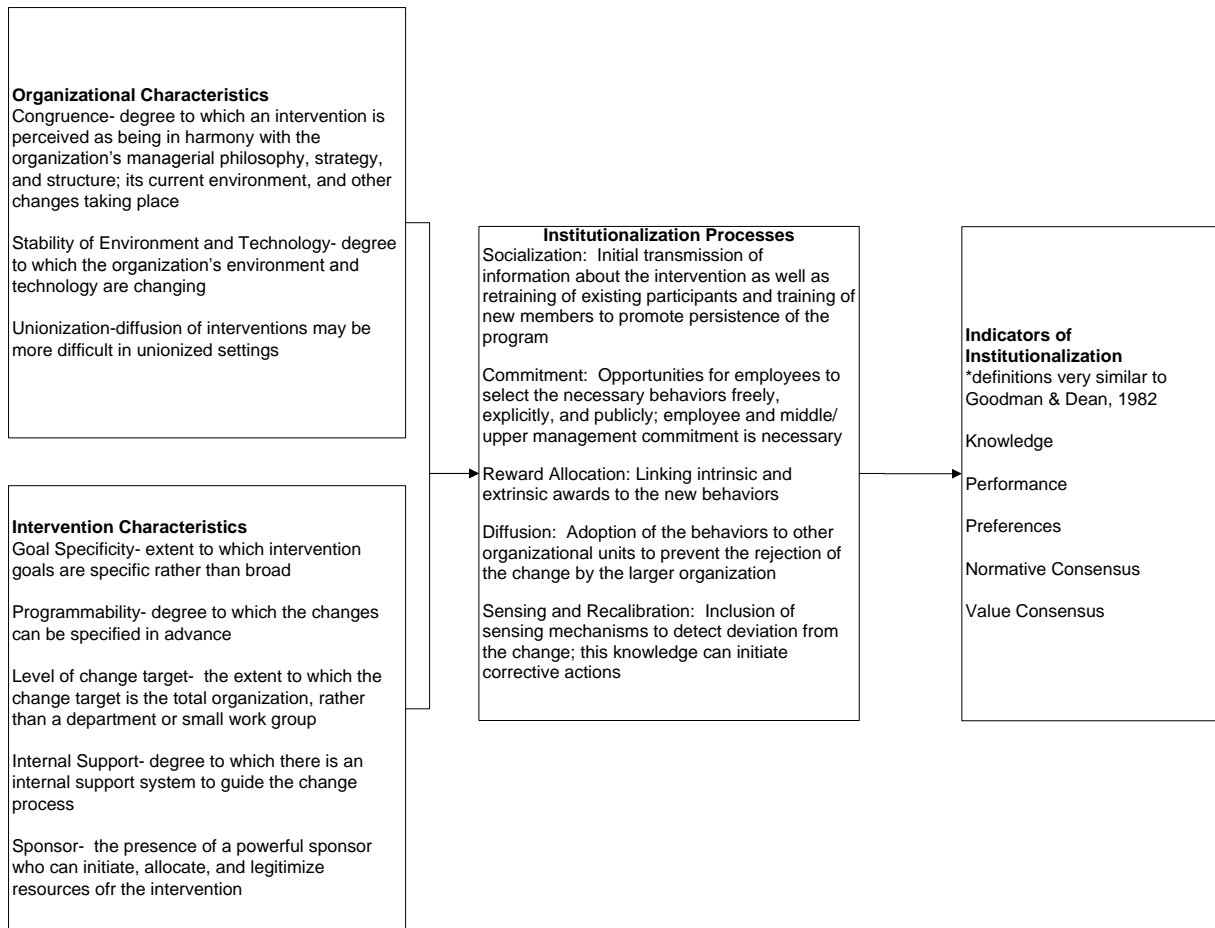 Organizational Characteristics
Congruence- degree to which an intervention is
perceived as being in harmony with the
organization’s managerial philosophy, strategy,
and structure; its current environment, and other
changes taking place
Stability of Environment and Technology- degree
to which the organization’s environment and
technology are changing
Unionization-diffusion of interventions may be
more difficult in unionized settings
Intervention Characteristics
Goal Specificity- extent to which intervention
goals are specific rather than broad
Programmability- degree to which the changes
can be specified in advance
Level of change target-  the extent to which the
change target is the total organization, rather
than a department or small work group
Internal Support- degree to which there is an
internal support system to guide the change
process
Sponsor-  the presence of a powerful sponsor
who can initiate, allocate, and legitimize
resources ofr the intervention
Institutionalization Processes
Socialization:  Initial transmission of
information about the intervention as well as
retraining of existing participants and training of
new members to promote persistence of the
program
Commitment:  Opportunities for employees to
select the necessary behaviors freely,
explicitly, and publicly; employee and middle/
upper management commitment is necessary
Reward Allocation: Linking intrinsic and
extrinsic awards to the new behaviors
Diffusion:  Adoption of the behaviors to other
organizational units to prevent the rejection of
the change by the larger organization
Sensing and Recalibration:  Inclusion of
sensing mechanisms to detect deviation from
the change; this knowledge can initiate
corrective actions
Indicators of
Institutionalization
*definitions very similar to
Goodman & Dean, 1982
Knowledge
Performance
Preferences
Normative Consensus
Value Consensus